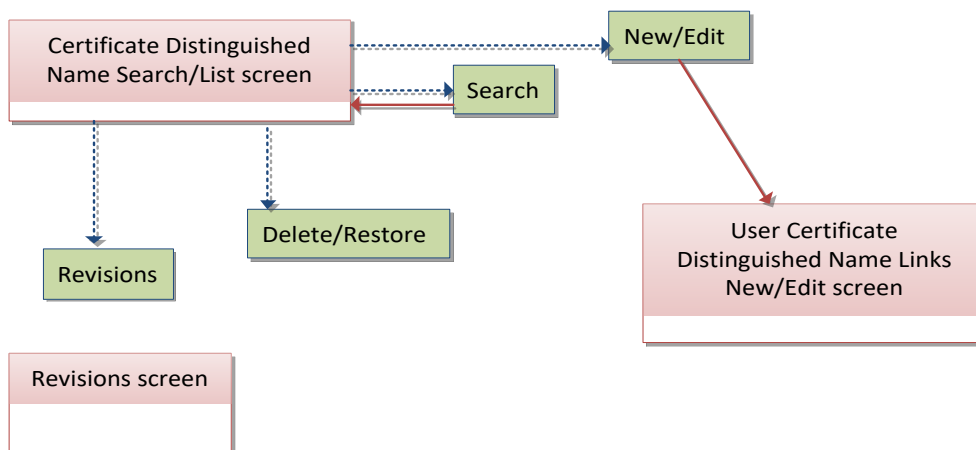 Certificate Distinguished
Name Search/List screen
New/Edit
Search
Delete/Restore
Revisions
User Certificate
Distinguished Name Links
New/Edit screen
Revisions screen